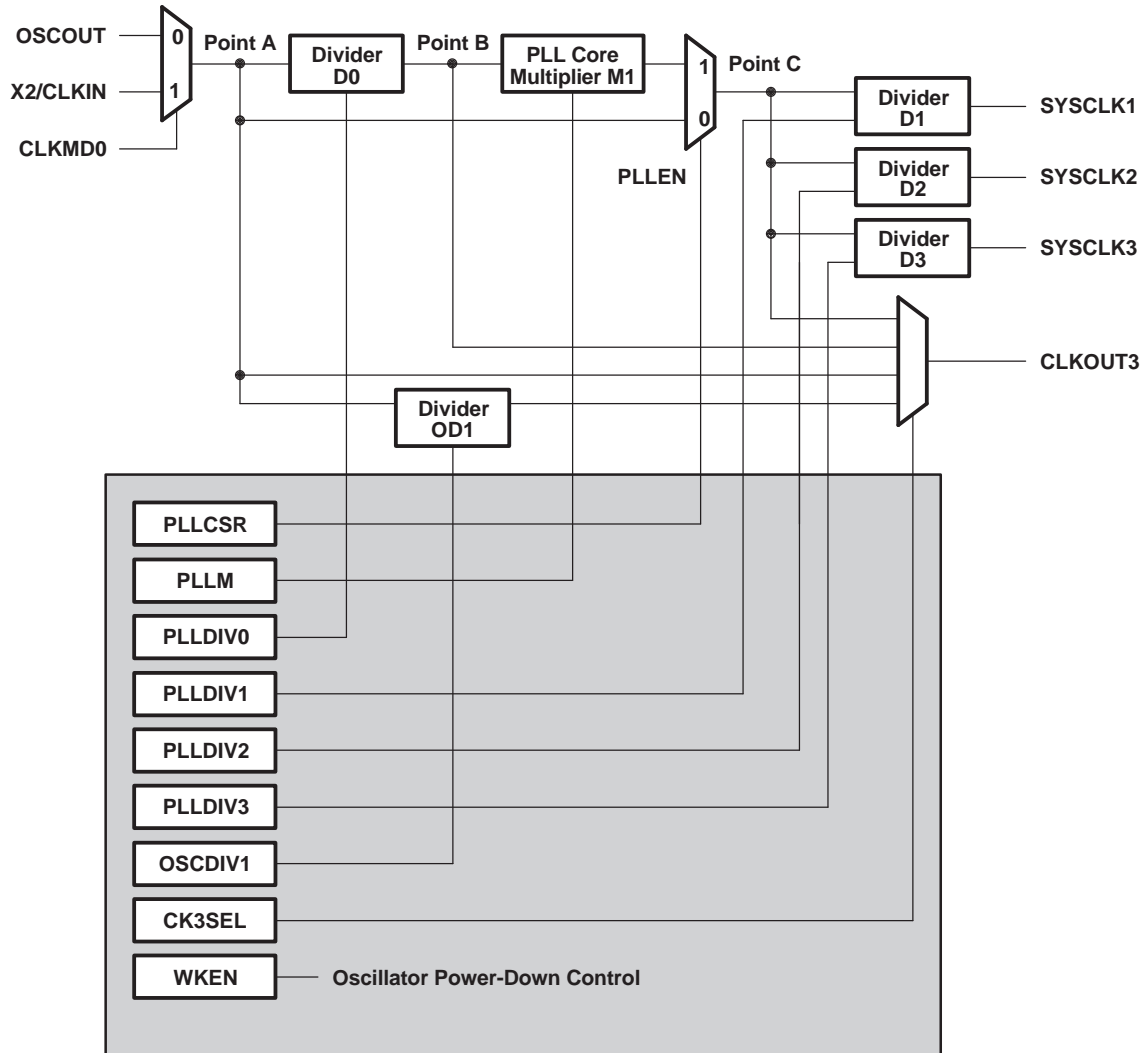 OSCOUT
0
Point A
Divider
D0
Point B
PLL Core
Multiplier M1
1
Point C
X2/CLKIN
1
Divider
D1
SYSCLK1
0
CLKMD0
PLLEN
Divider
D2
SYSCLK2
Divider
D3
SYSCLK3
CLKOUT3
Divider
OD1
PLLCSR
PLLM
PLLDIV0
PLLDIV1
PLLDIV2
PLLDIV3
OSCDIV1
CK3SEL
WKEN
Oscillator Power-Down Control